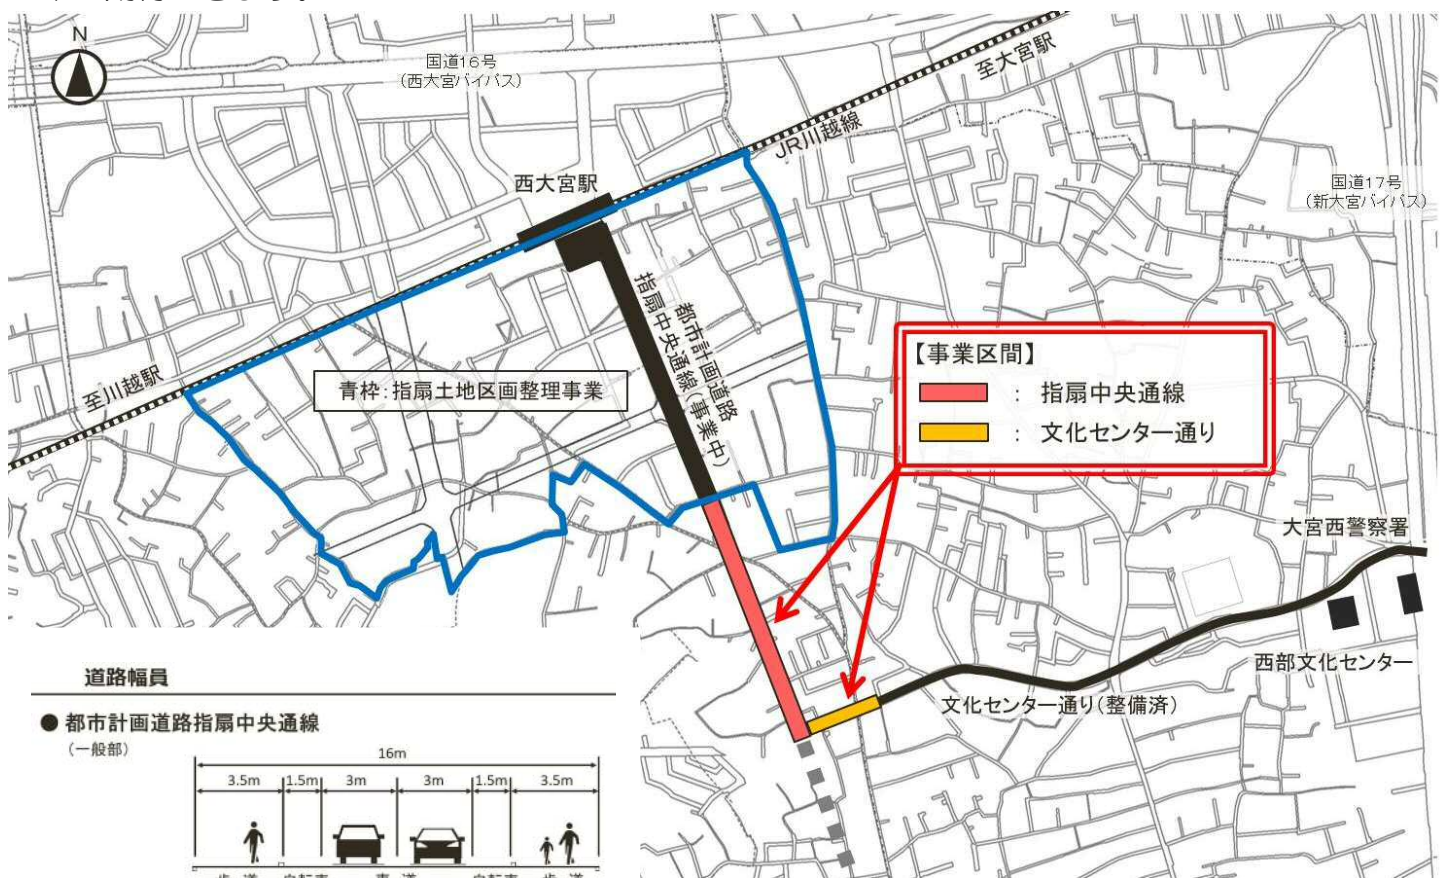 N
国道16号
(西大宮バイパス)
至大宮駅
JR川越線
西大宮駅
国道17号
(新大宮バイパス)
都市計画道路
指扇中央通線(事業中)
【事業区間】
: 指扇中央通線
: 文化センター通り
至川越駅
青枠:指扇土地区画整理事業
大宮西警察署
西部文化センター
文化センター通り(整備済)
道路幅員
● 都市計画道路指扇中央通線
(一般部)
16m
3.5m 1.5m 3m 3m 1.5m 3.5m